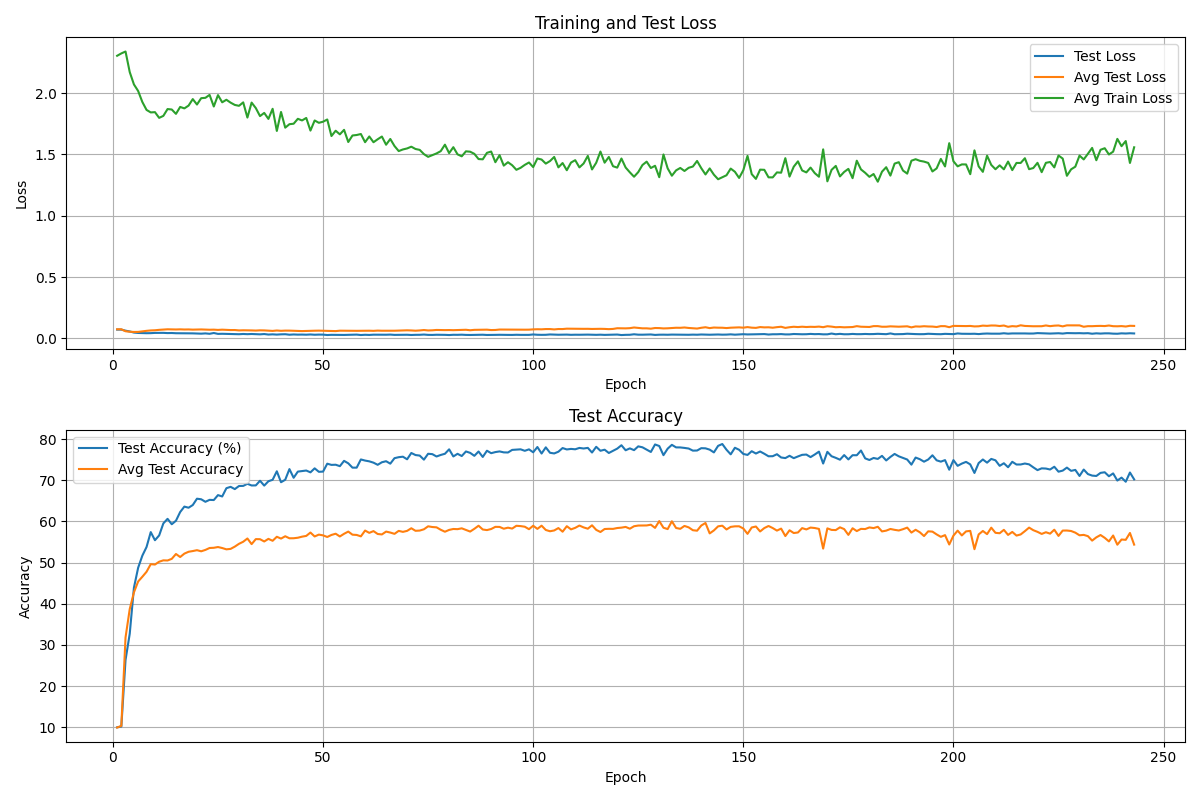 Training and Test Loss
Test Loss
Avg Test Loss
Avg Train Loss
Loss
2.0
1.5
1.0
0.5
0.0
0 50 100 150 200 250
Epoch
Test Accuracy
Test Accuracy (%)
Avg Test Accuracy
Accuracy
80
70
60
50
40
30
20
10
0 50 100 150 200 250
Epoch